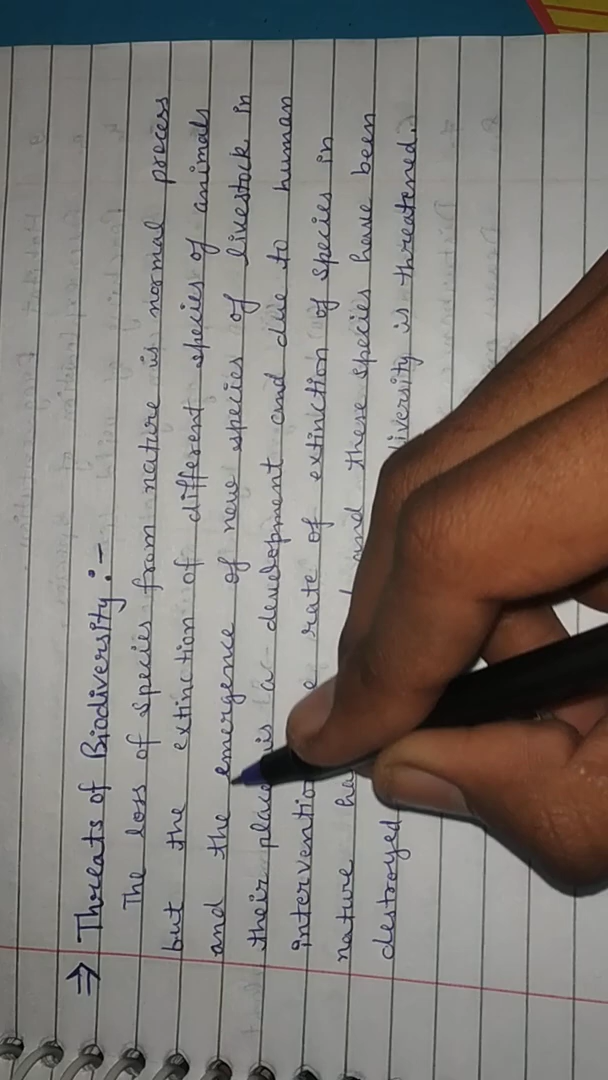 ⇒ Threats of Biodiversity:-
The loss of species from nature is normal process
but the extinction of different species of animals
and the emergence of new species of livestock in
their place is a development and due to human
intervention rate of extinction of species in
nature and these species have been
destroyed is threatened.